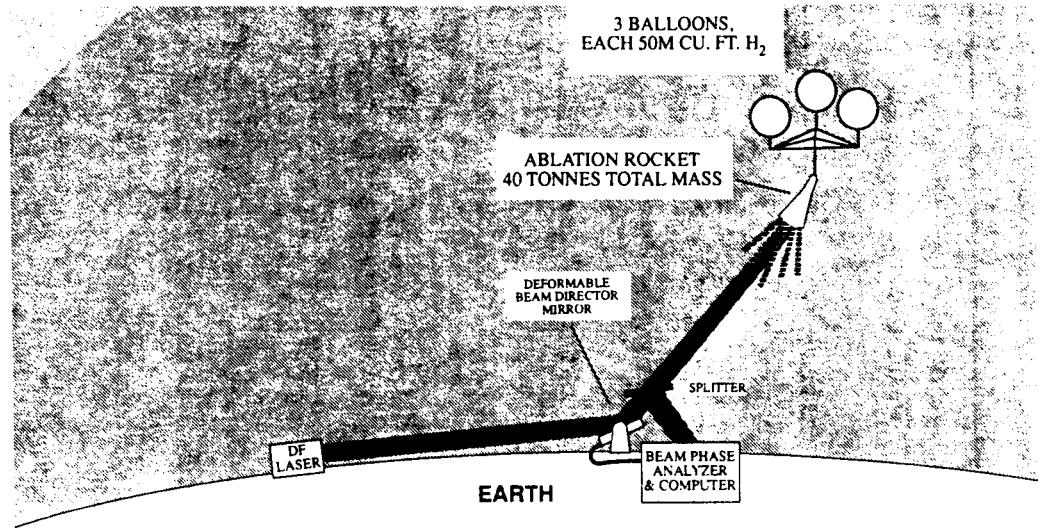 3 BALLOONS,
EACH 50M CU. FT. H₂
ABLATION ROCKET
40 TONNES TOTAL MASS
DEFORMABLE
BEAM DIRECTOR
MIRROR
SPLITTER
DF
LASER
BEAM PHASE
ANALYZER
& COMPUTER
EARTH